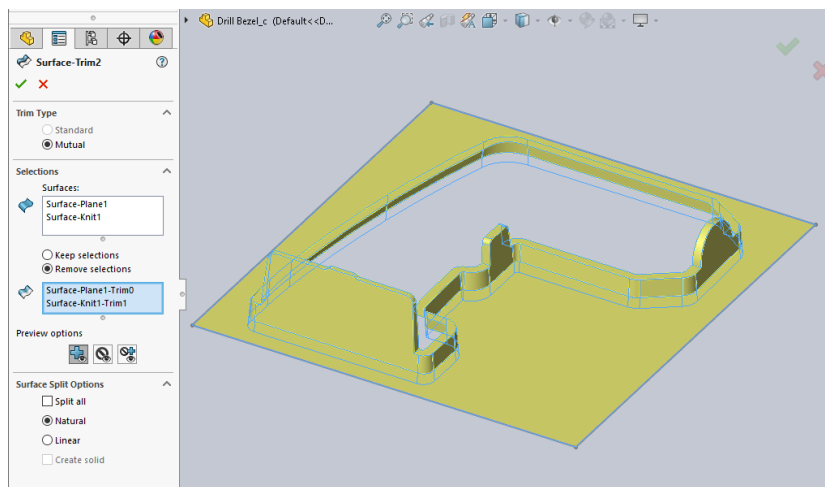 Drill Bezel_c (Default<<D...
Surface-Trim2
Trim Type
Standard
Mutual
Selections
Surfaces:
Surface-Plane1
Surface-Knit1
Keep selections
Remove selections
Surface-Plane1-Trim0
Surface-Knit1-Trim1
Preview options
Surface Split Options
Split all
Natural
Linear
Create solid